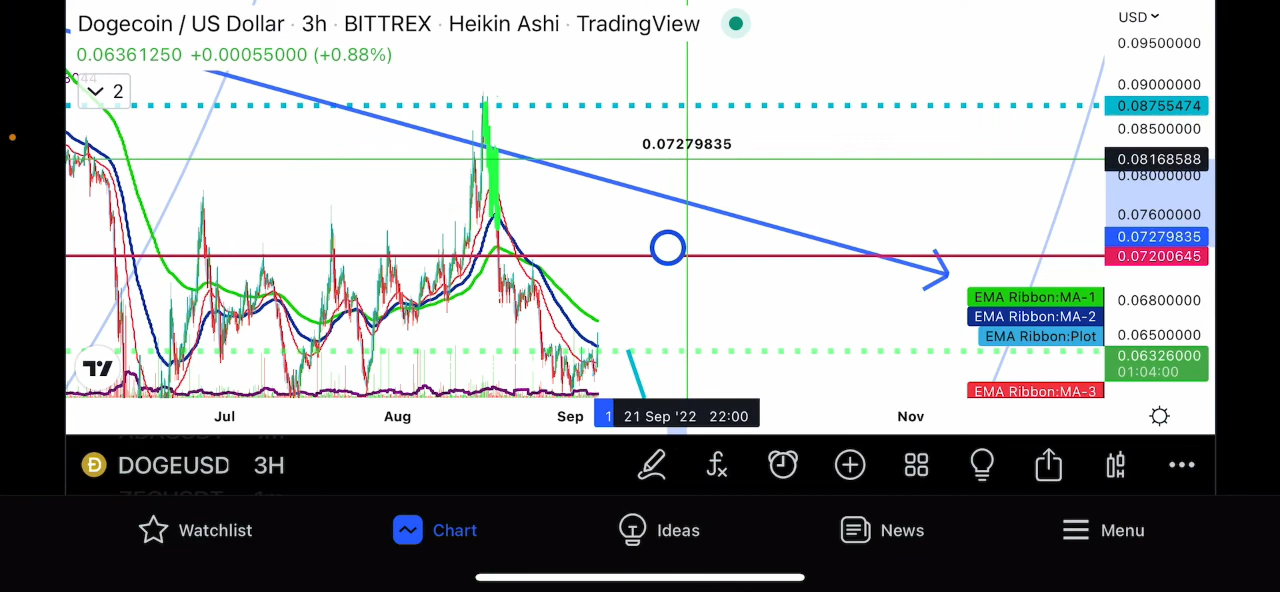 Dogecoin / US Dollar · 3h · BITTREX · Heikin Ashi · TradingView
USD
0.06361250 +0.00055000 (+0.88%)
2
0.09500000
0.09000000
0.08755474
0.08500000
0.07279835
0.08168588
0.08000000
0.07600000
0.07279835
0.07200645
EMA Ribbon:MA-1
0.06800000
EMA Ribbon:MA-2
EMA Ribbon:Plot
0.06500000
0.06326000
01:04:00
EMA Ribbon:MA-3
Jul
Aug
Sep
1
21 Sep '22 22:00
Nov
DOGEUSD 3H
Watchlist
Chart
Ideas
News
Menu